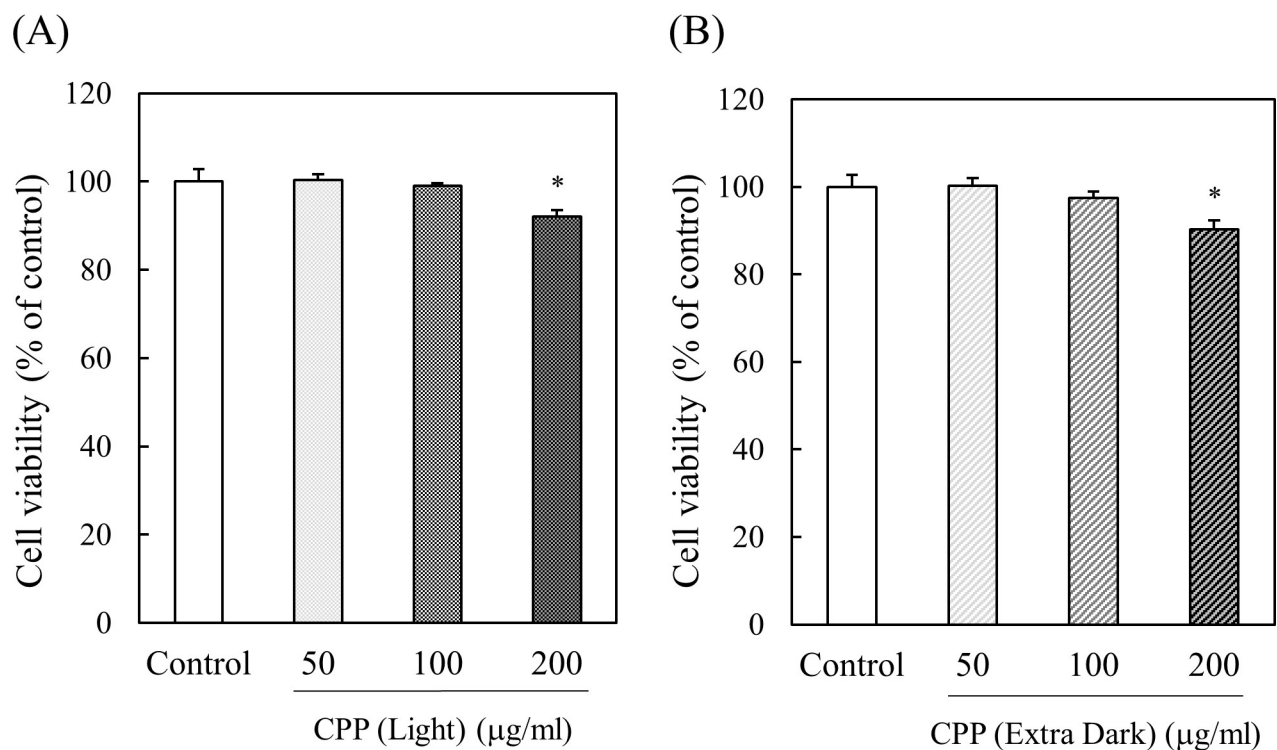 (A)
Cell viability (% of control)
120
100
80
60
40
20
0
*
Control 50 100 200
CPP (Light) (μg/ml)
(B)
Cell viability (% of control)
120
100
80
60
40
20
0
*
Control 50 100 200
CPP (Extra Dark) (μg/ml)